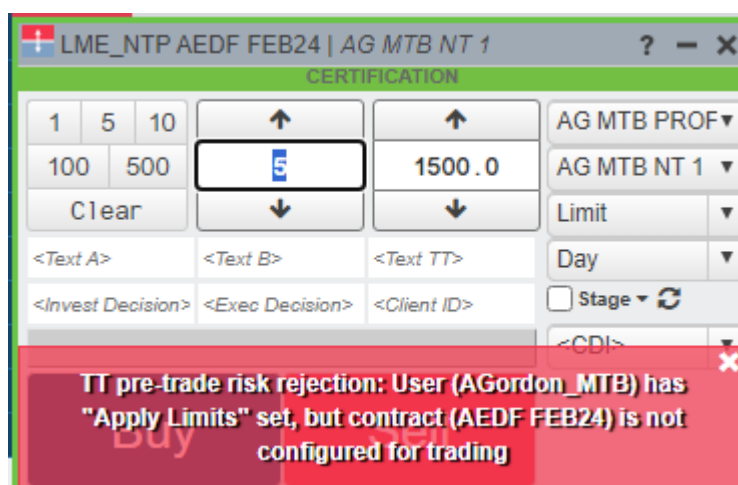 LME_NTP AEDF FEB24 | AG MTB NT 1 ? − ×
CERTIFICATION
1 5 10
100 500
Clear
5
1500.0
AG MTB PROF
AG MTB NT 1
Limit
Day
<Text A> <Text B> <Text TT>
<Invest Decision> <Exec Decision> <Client ID>
Stage
<CDI>
TT pre-trade risk rejection: User (AGordon_MTB) has
"Apply Limits" set, but contract (AEDF FEB24) is not
configured for trading
Buy Sell